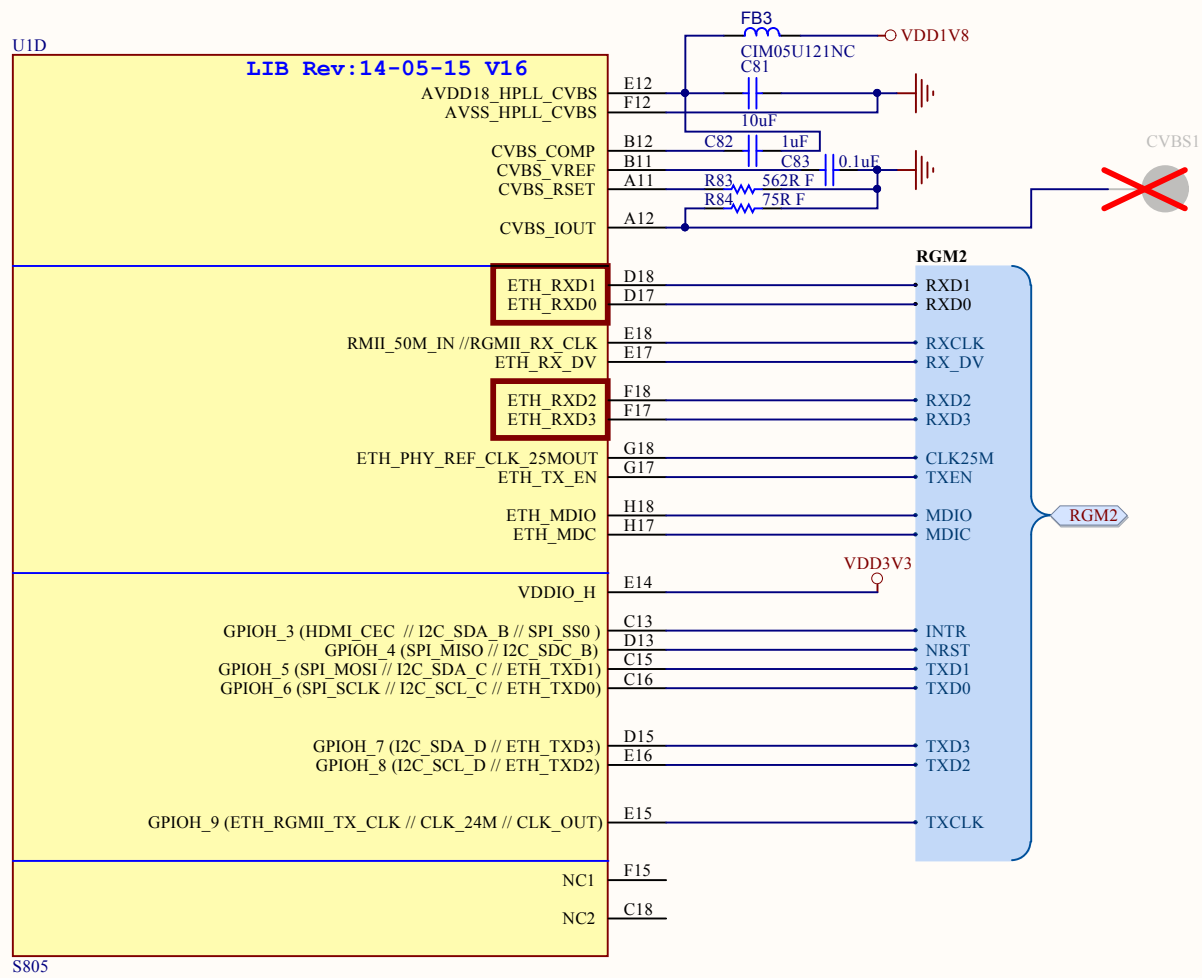 FB3
VDD1V8
U1D
CIM05U121NC
LIB Rev:14-05-15 V16
C81
AVDD18_HPLL_CVBS E12
AVSS_HPLL_CVBS F12
10uF
CVBS_COMP B12 C82 1uF CVBS1
CVBS_VREF B11 C83 0.1uF
CVBS_RSET A11 R83 562R F
R84 75R F
CVBS_IOUT A12
RGM2
ETH_RXD1 D18 RXD1
ETH_RXD0 D17 RXD0
RMII_50M_IN //RGMII_RX_CLK E18 RXCLK
ETH_RX_DV E17 RX_DV
ETH_RXD2 F18 RXD2
ETH_RXD3 F17 RXD3
ETH_PHY_REF_CLK_25MOUT G18 CLK25M
ETH_TX_EN G17 TXEN
ETH_MDIO H18 MDIO RGM2
ETH_MDC H17 MDIC
VDD3V3
VDDIO_H E14
GPIOH_3 (HDMI_CEC // I2C_SDA_B // SPI_SS0 ) C13 INTR
GPIOH_4 (SPI_MISO // I2C_SDC_B) D13 NRST
GPIOH_5 (SPI_MOSI // I2C_SDA_C // ETH_TXD1) C15 TXD1
GPIOH_6 (SPI_SCLK // I2C_SCL_C // ETH_TXD0) C16 TXD0
GPIOH_7 (I2C_SDA_D // ETH_TXD3) D15 TXD3
GPIOH_8 (I2C_SCL_D // ETH_TXD2) E16 TXD2
GPIOH_9 (ETH_RGMII_TX_CLK // CLK_24M // CLK_OUT) E15 TXCLK
NC1 F15
NC2 C18
S805